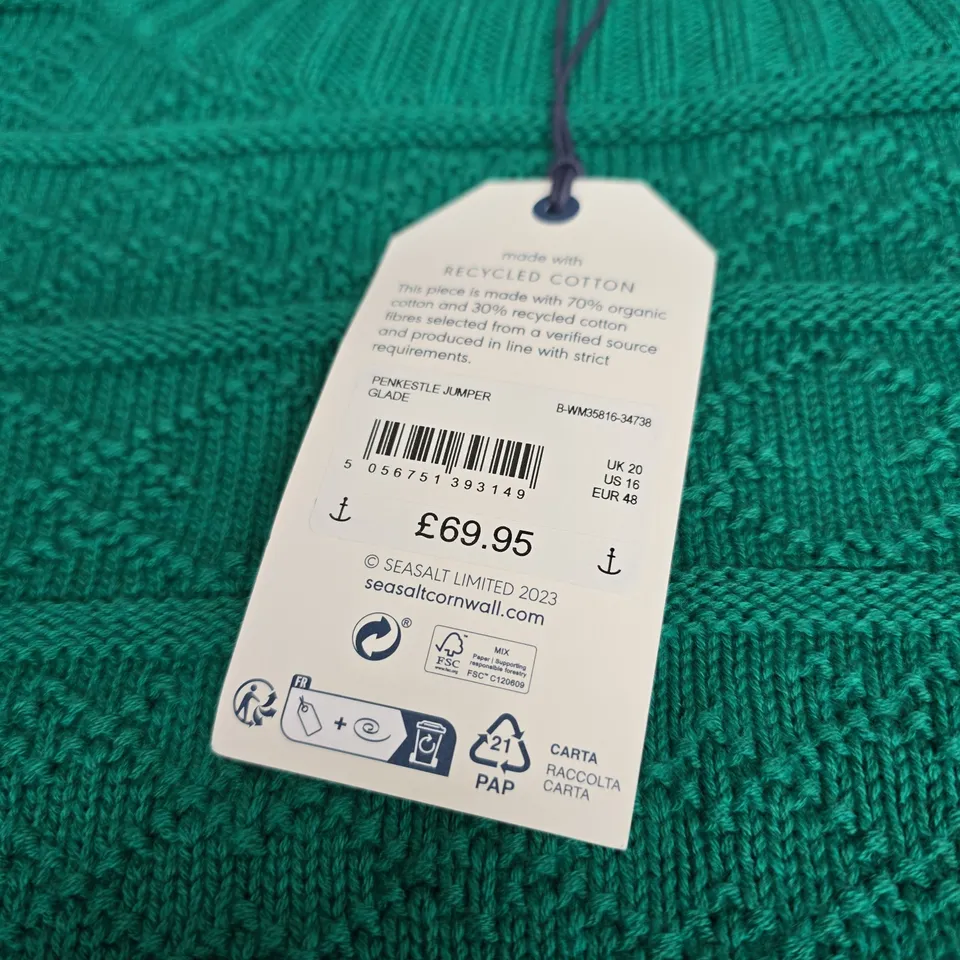 made with
RECYCLED COTTON
This piece is made with 70% organic
cotton and 30% recycled cotton
fibres selected from a verified source
and produced in line with strict
requirements.
PENKESTLE JUMPER
GLADE
B-WM35816-34738
5 056751 393149
UK 20
US 16
EUR 48
£69.95
© SEASALT LIMITED 2023
seasaltcornwall.com
®
FSC™
www.fsc.org
MIX
Paper | Supporting
responsible forestry
FSC™ C120609
FR
+
21
PAP
CARTA
RACCOLTA
CARTA